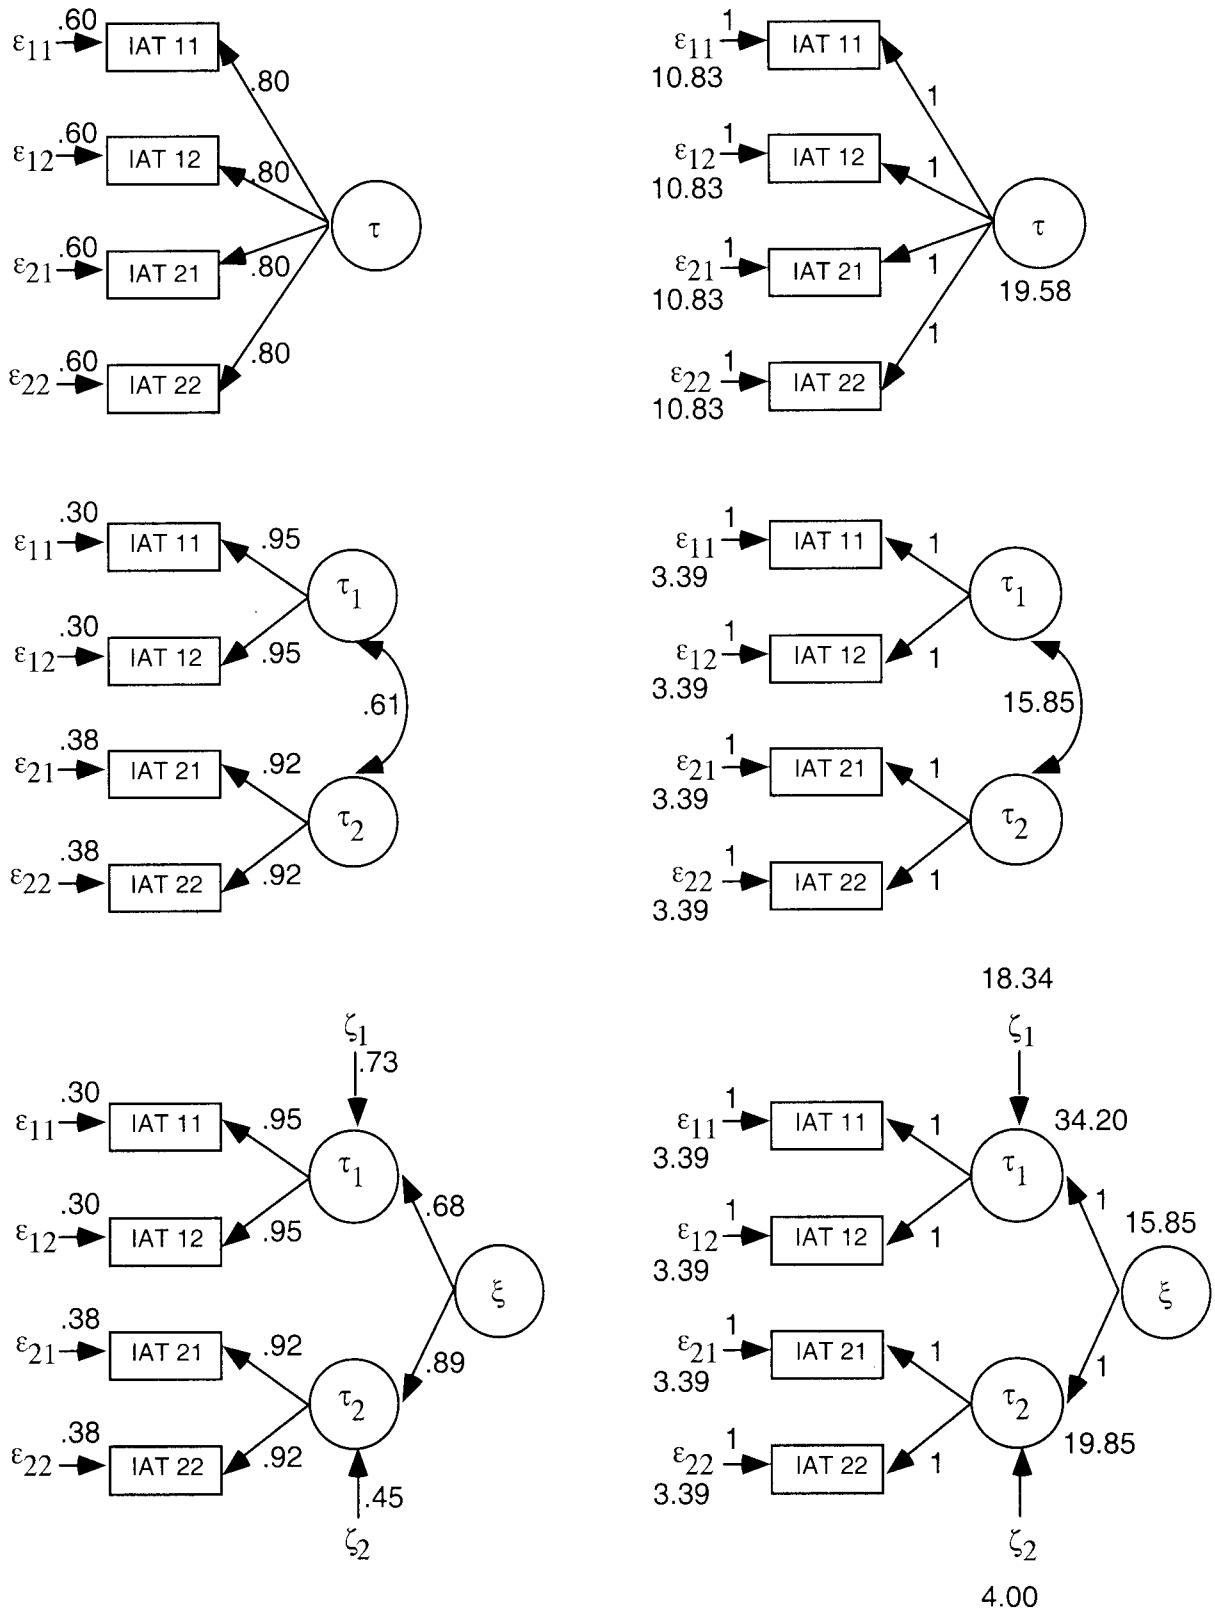 .60
ε11 IAT 11
.80
.60
ε12 IAT 12
.80
τ
.60
ε21 IAT 21
.80
.60
ε22 IAT 22
.80
1
ε11 IAT 11
10.83
1
1
ε12 IAT 12
10.83
1
τ
19.58
1
ε21 IAT 21
10.83
1
1
ε22 IAT 22
10.83
1
.30
ε11 IAT 11
.95
τ1
.30
ε12 IAT 12
.95
.61
.38
ε21 IAT 21
.92
τ2
.38
ε22 IAT 22
.92
1
ε11 IAT 11
3.39
1
τ1
1
ε12 IAT 12
3.39
1
15.85
1
ε21 IAT 21
3.39
1
τ2
1
ε22 IAT 22
3.39
1
ζ1
.73
.30
ε11 IAT 11
.95
τ1
.30
ε12 IAT 12
.95
.68
ξ
.38
ε21 IAT 21
.92
.89
τ2
.38
ε22 IAT 22
.92
.45
ζ2
18.34
ζ1
1
ε11 IAT 11
3.39
1
34.20
τ1
1
ε12 IAT 12
3.39
1
1
15.85
ξ
1
ε21 IAT 21
3.39
1
1
τ2
19.85
1
ε22 IAT 22
3.39
1
ζ2
4.00